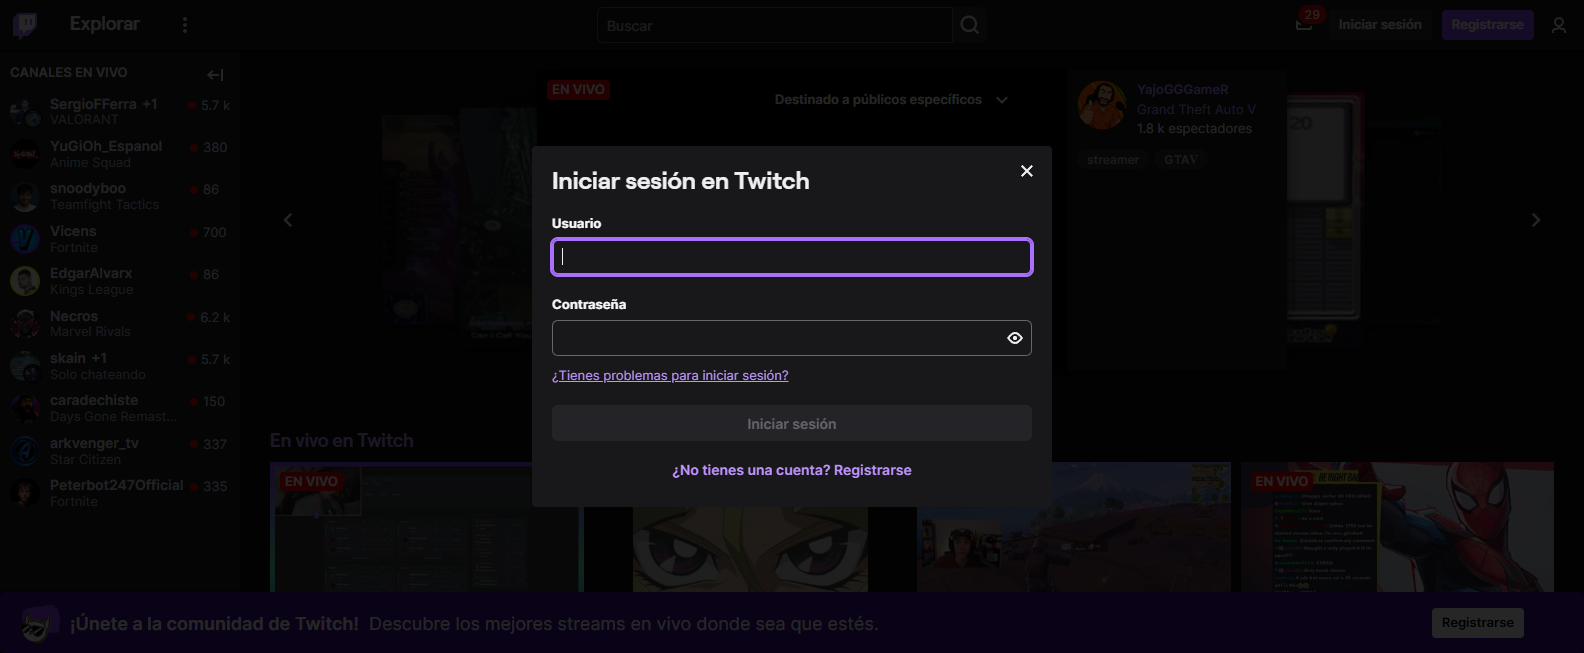 Explorar
Buscar
29
Iniciar sesión
Registrarse
CANALES EN VIVO
SergioFFerra +1
5.7 k
VALORANT
YuGiOh_Espanol
380
Anime Squad
snoodyboo
86
Teamfight Tactics
Vicens
700
Fortnite
EdgarAlvarx
86
Kings League
Necros
6.2 k
Marvel Rivals
skain +1
5.7 k
Solo chateando
caradechiste
150
Days Gone Remast...
arkvenger_tv
337
Star Citizen
Peterbot247Official
335
Fortnite
EN VIVO
Destinado a públicos específicos
YajoGGGameR
Grand Theft Auto V
1.8 k espectadores
streamer
GTAV
20
Iniciar sesión en Twitch
Usuario
Contraseña
¿Tienes problemas para iniciar sesión?
Iniciar sesión
¿No tienes una cuenta? Registrarse
En vivo en Twitch
EN VIVO
EN VIVO
BE RIGHT BACK
¡Únete a la comunidad de Twitch! Descubre los mejores streams en vivo donde sea que estés.
Registrarse